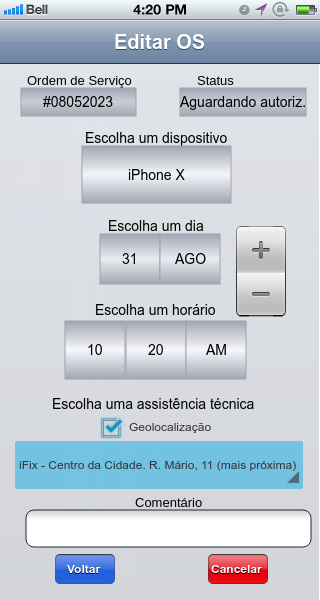 Bell 4:20 PM
Editar OS
Ordem de Serviço Status
#08052023 Aguardando autoriz.
Escolha um dispositivo
iPhone X
Escolha um dia
31 AGO
+
−
Escolha um horário
10 20 AM
Escolha uma assistência técnica
Geolocalização
iFix - Centro da Cidade. R. Mário, 11 (mais próxima)
Comentário
Voltar Cancelar